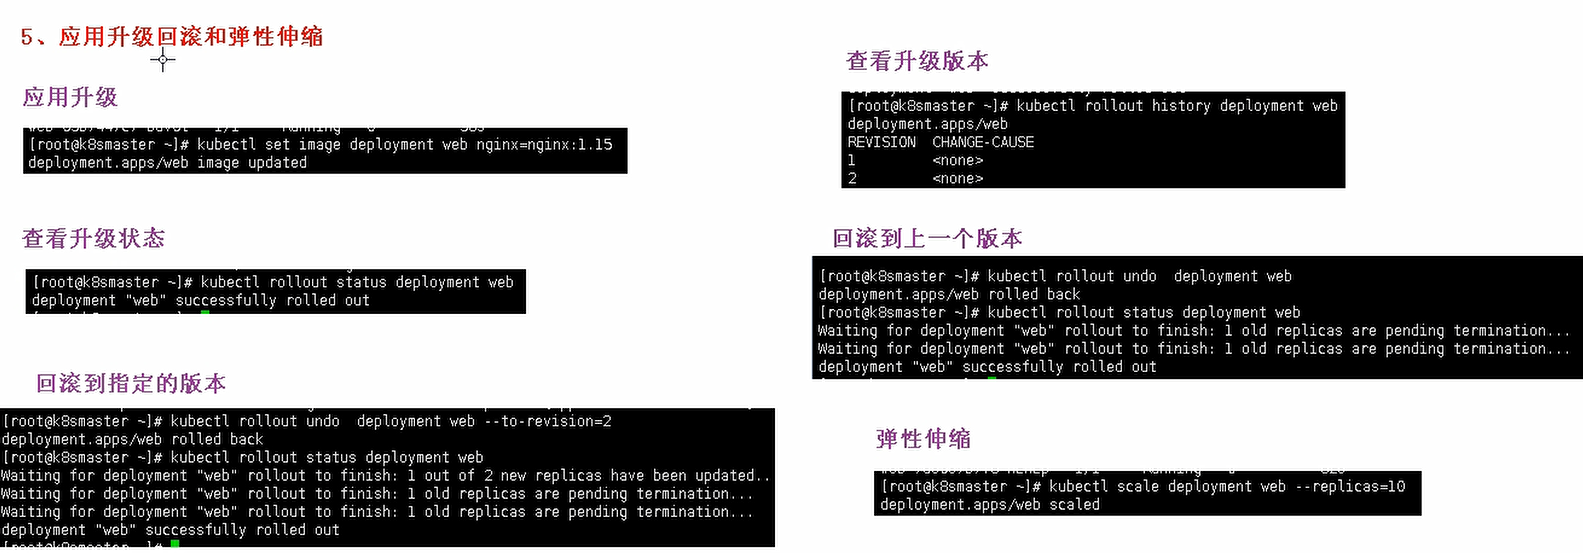 5、应用升级回滚和弹性伸缩
应用升级
[root@k8smaster ~]# kubectl set image deployment web nginx=nginx:1.15
deployment.apps/web image updated
查看升级状态
[root@k8smaster ~]# kubectl rollout status deployment web
deployment "web" successfully rolled out
回滚到指定的版本
[root@k8smaster ~]# kubectl rollout undo  deployment web --to-revision=2
deployment.apps/web rolled back
[root@k8smaster ~]# kubectl rollout status deployment web
Waiting for deployment "web" rollout to finish: 1 out of 2 new replicas have been updated..
Waiting for deployment "web" rollout to finish: 1 old replicas are pending termination...
Waiting for deployment "web" rollout to finish: 1 old replicas are pending termination...
deployment "web" successfully rolled out
查看升级版本
[root@k8smaster ~]# kubectl rollout history deployment web
deployment.apps/web
REVISION  CHANGE-CAUSE
1         <none>
2         <none>
回滚到上一个版本
[root@k8smaster ~]# kubectl rollout undo  deployment web
deployment.apps/web rolled back
[root@k8smaster ~]# kubectl rollout status deployment web
Waiting for deployment "web" rollout to finish: 1 old replicas are pending termination...
Waiting for deployment "web" rollout to finish: 1 old replicas are pending termination...
deployment "web" successfully rolled out
弹性伸缩
[root@k8smaster ~]# kubectl scale deployment web --replicas=10
deployment.apps/web scaled